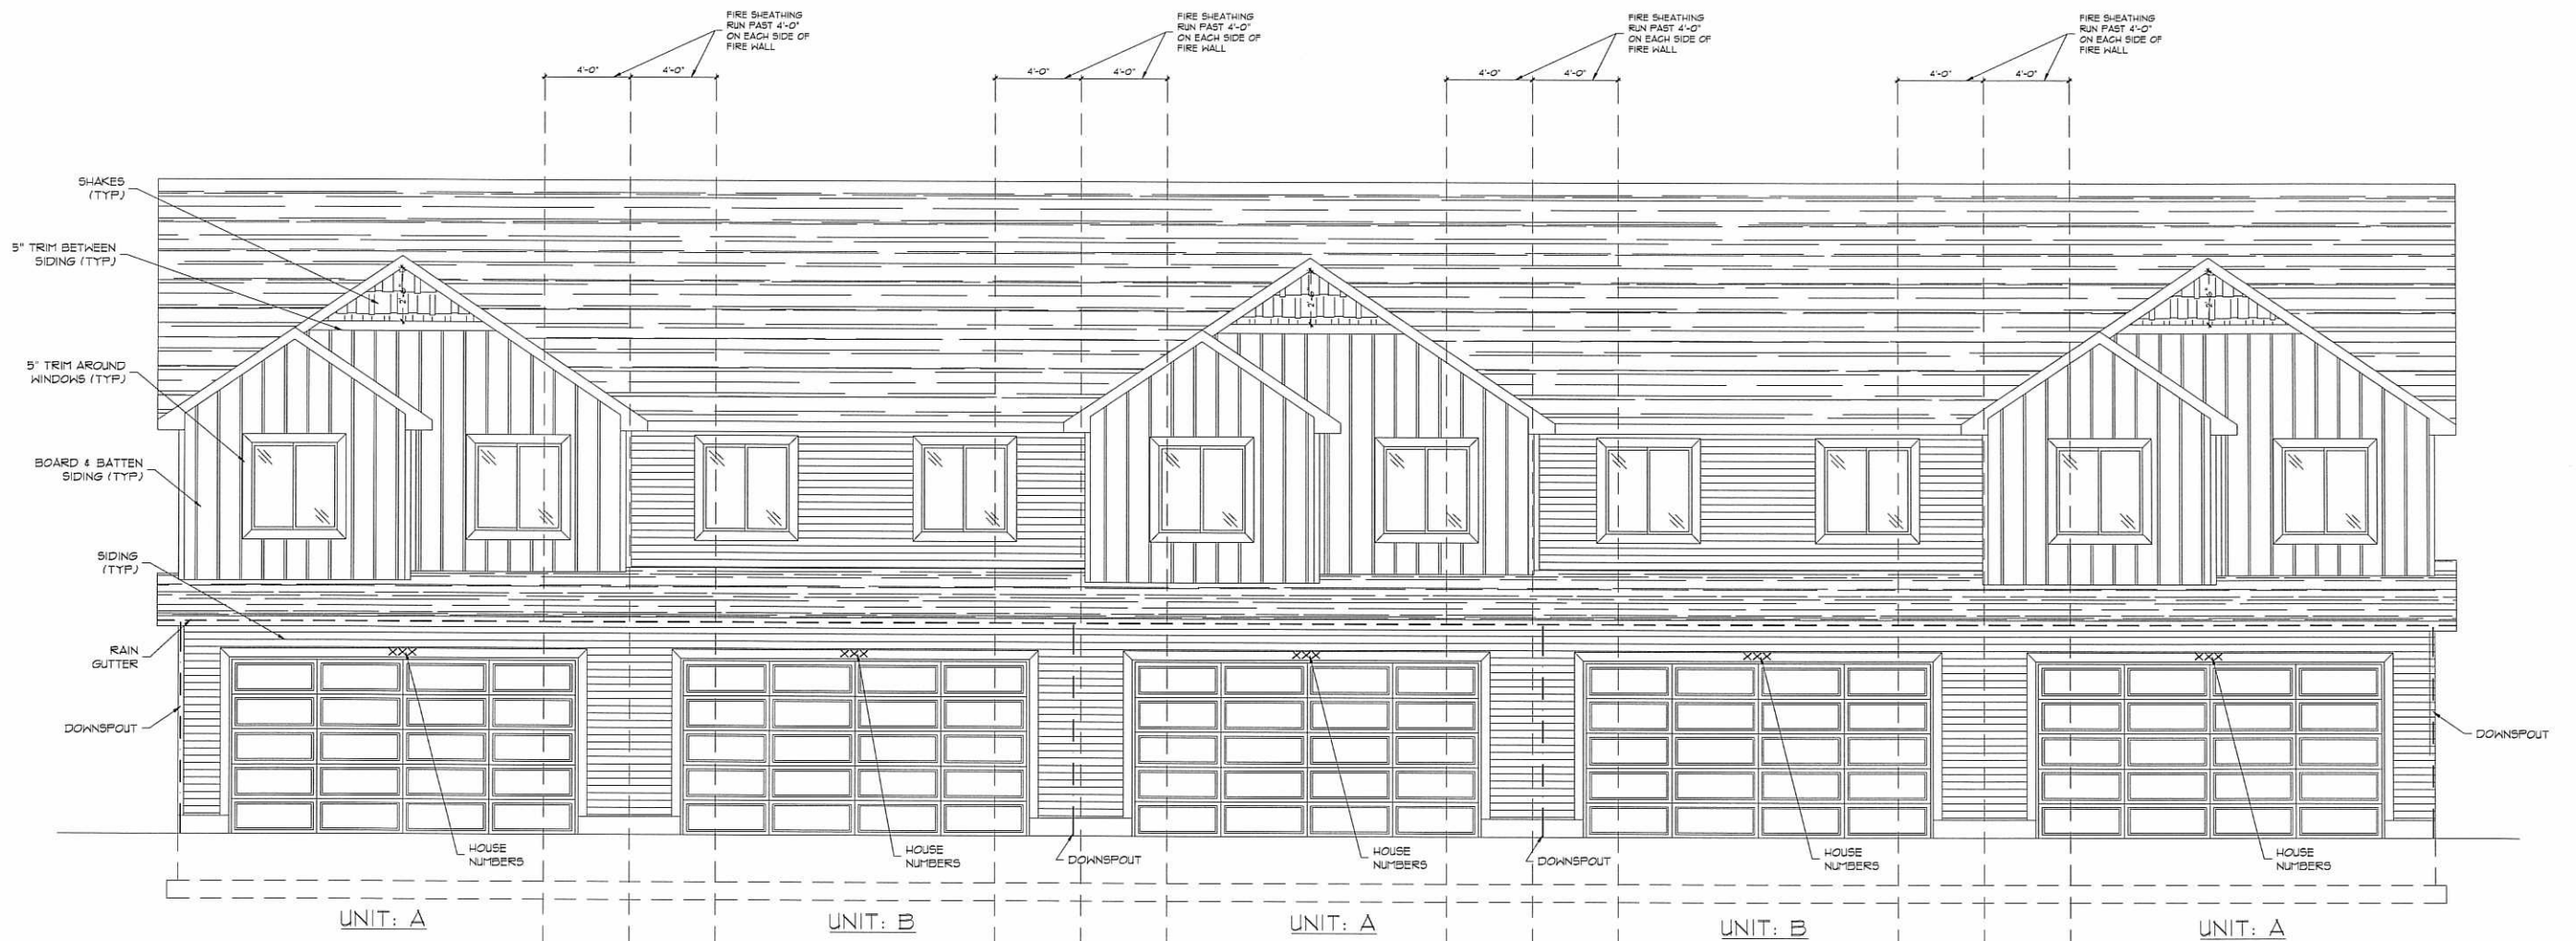 FIRE SHEATHING
RUN PAST 4'-0"
ON EACH SIDE OF
FIRE WALL
FIRE SHEATHING
RUN PAST 4'-0"
ON EACH SIDE OF
FIRE WALL
FIRE SHEATHING
RUN PAST 4'-0"
ON EACH SIDE OF
FIRE WALL
FIRE SHEATHING
RUN PAST 4'-0"
ON EACH SIDE OF
FIRE WALL
4'-0" 4'-0"
4'-0" 4'-0"
4'-0" 4'-0"
4'-0" 4'-0"
SHAKES
(TYP)
5" TRIM BETWEEN
SIDING (TYP)
5" TRIM AROUND
WINDOWS (TYP)
BOARD & BATTEN
SIDING (TYP)
SIDING
(TYP)
RAIN
GUTTER
XXX
XXX
XXX
XXX
XXX
DOWNSPOUT
DOWNSPOUT
HOUSE
NUMBERS
HOUSE
NUMBERS
DOWNSPOUT
HOUSE
NUMBERS
DOWNSPOUT
HOUSE
NUMBERS
HOUSE
NUMBERS
UNIT: A
UNIT: B
UNIT: A
UNIT: B
UNIT: A